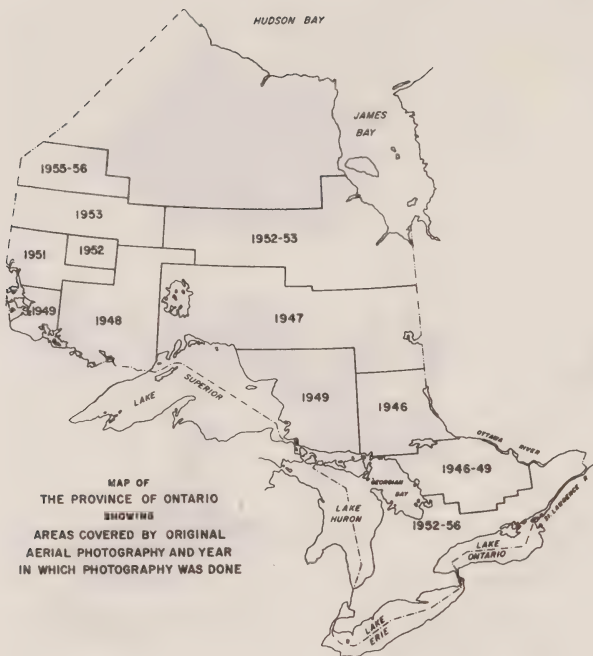 HUDSON BAY
JAMES
BAY
1955-56
1953
1952-53
1951
1952
1949
1948
1947
1949
1946
LAKE
SUPERIOR
OTTAWA
RIVER
1946-49
GEORGIAN
BAY
ST. LAWRENCE R
1952-56
LAKE
HURON
LAKE
ONTARIO
LAKE
ERIE
MAP OF
THE PROVINCE OF ONTARIO
SHOWING
AREAS COVERED BY ORIGINAL
AERIAL PHOTOGRAPHY AND YEAR
IN WHICH PHOTOGRAPHY WAS DONE